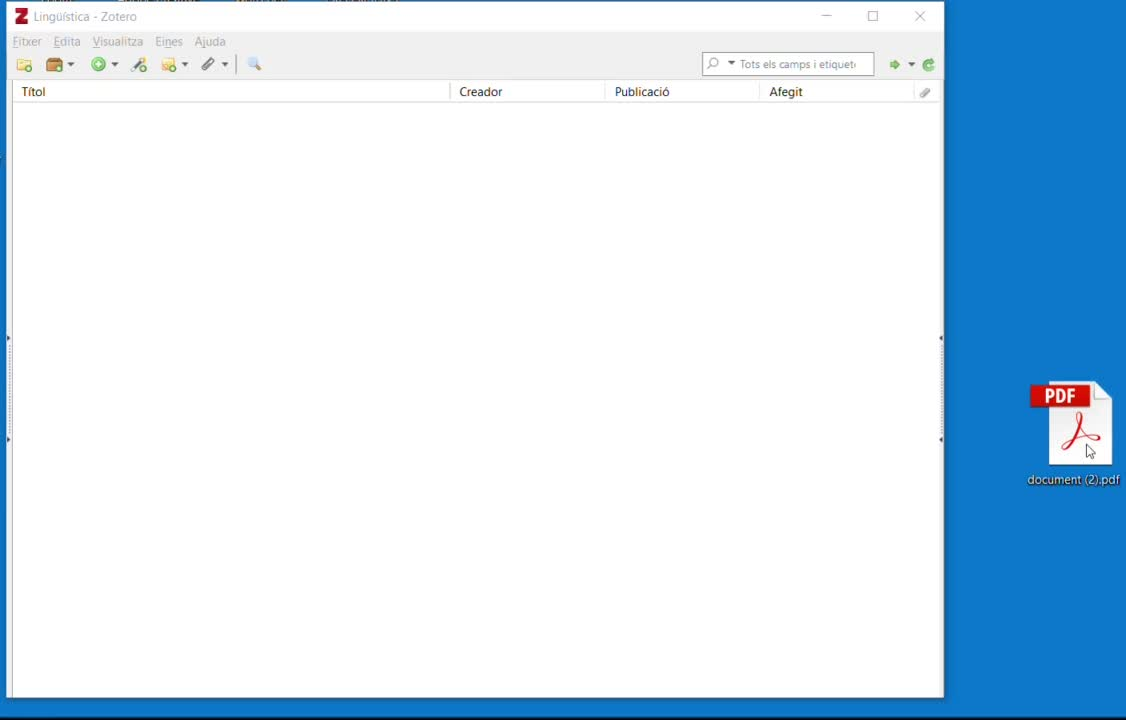 Lingüística - Zotero
Fitxer Edita Visualitza Eines Ajuda
Tots els camps i etiquet
Títol Creador Publicació Afegit
PDF
document (2).pdf